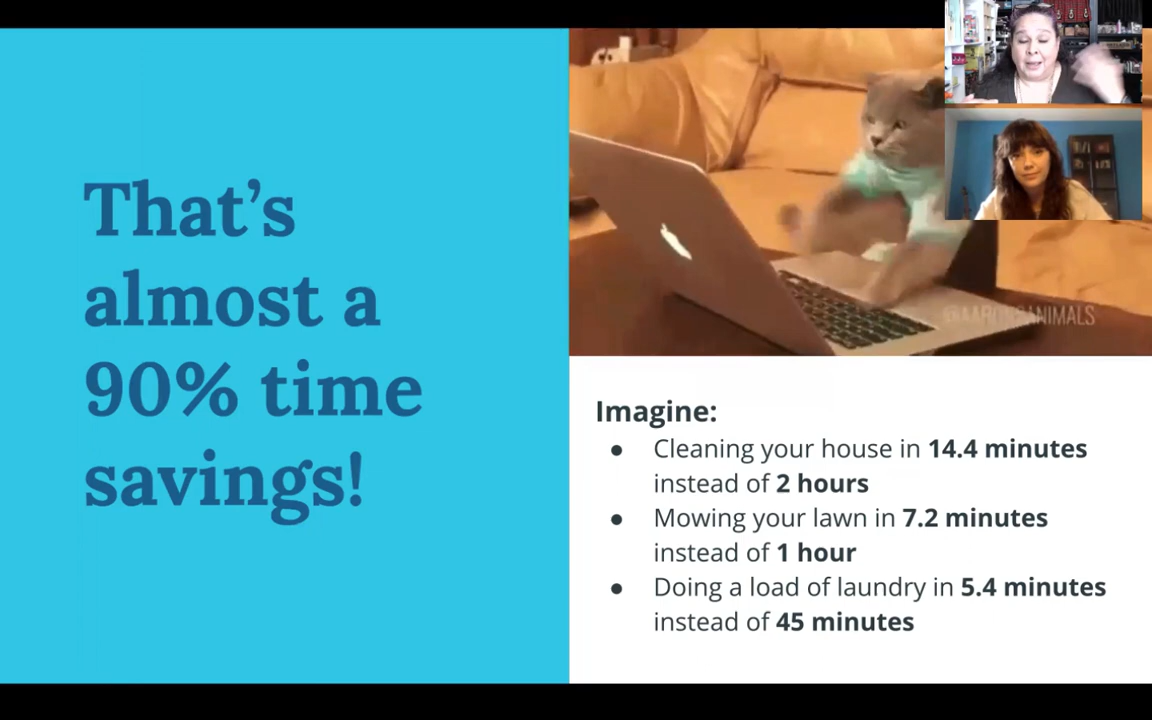 That's
almost a
90% time
savings!
Imagine:
● Cleaning your house in 14.4 minutes
instead of 2 hours
● Mowing your lawn in 7.2 minutes
instead of 1 hour
● Doing a load of laundry in 5.4 minutes
instead of 45 minutes